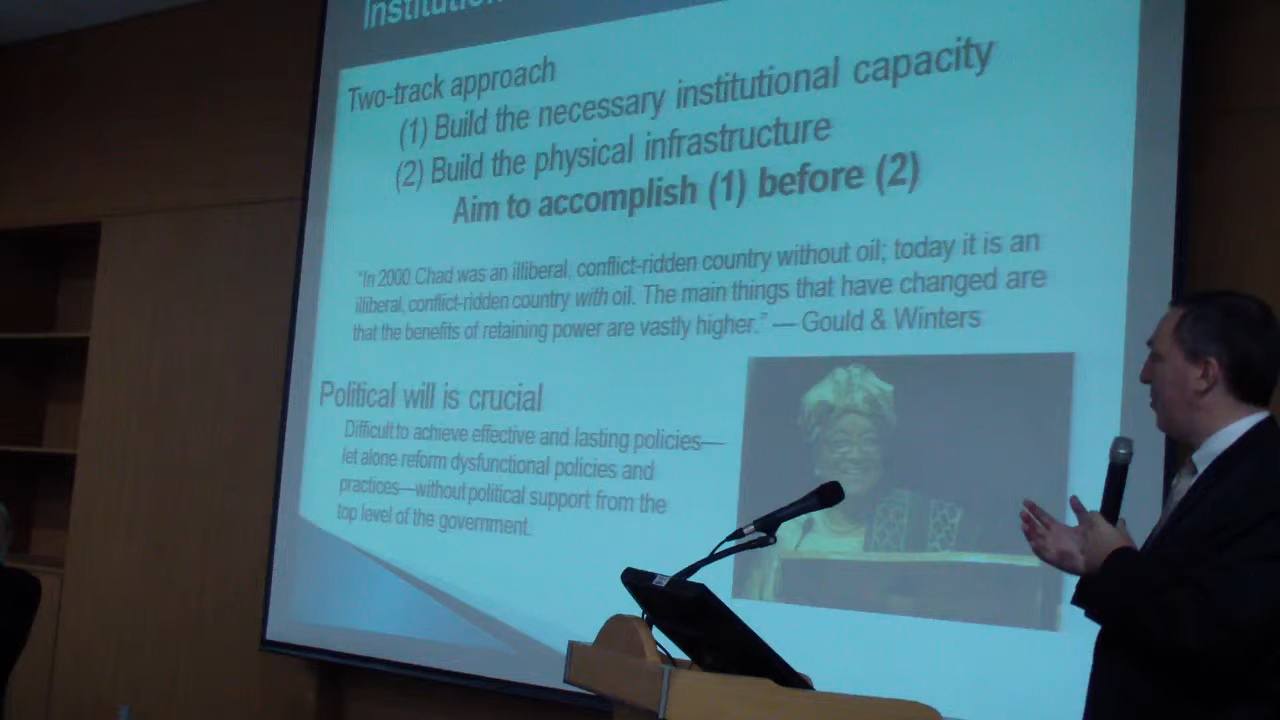 Two-track approach
(1) Build the necessary institutional capacity
(2) Build the physical infrastructure
Aim to accomplish (1) before (2)
"In 2000 Chad was an illiberal, conflict-ridden country without oil; today it is an
illiberal, conflict-ridden country with oil. The main things that have changed are
that the benefits of retaining power are vastly higher." — Gould & Winters
Political will is crucial
Difficult to achieve effective and lasting policies—
let alone reform dysfunctional policies and
practices—without political support from the
top level of the government.